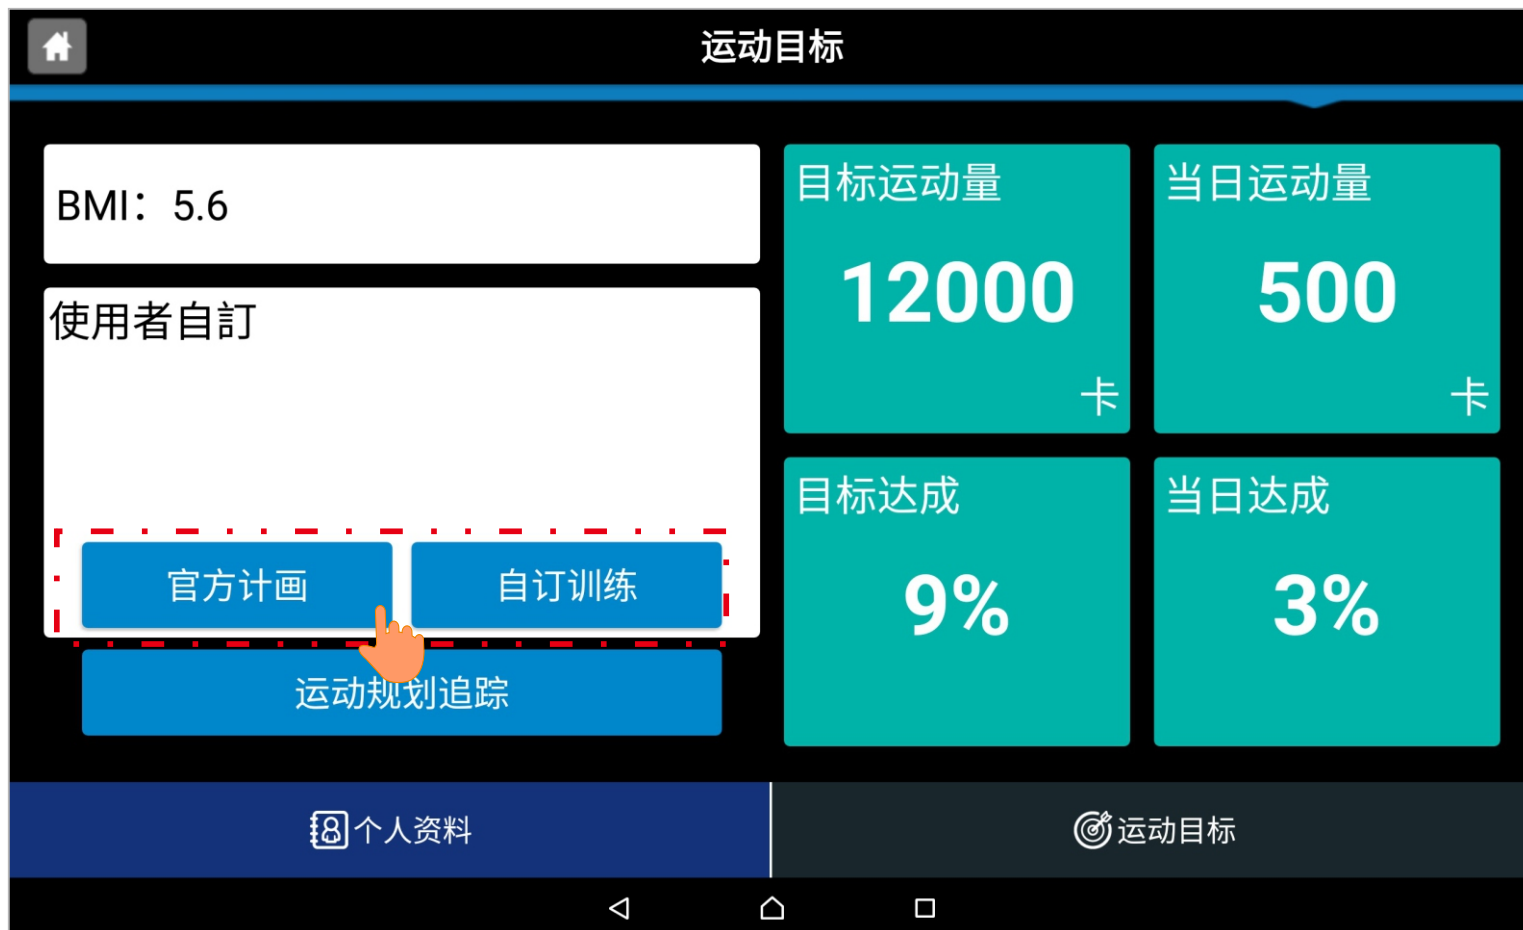 运动目标
BMI：5.6
使用者自訂
官方计画
自订训练
运动规划追踪
目标运动量
12000
卡
当日运动量
500
卡
目标达成
9%
当日达成
3%
个人资料
运动目标